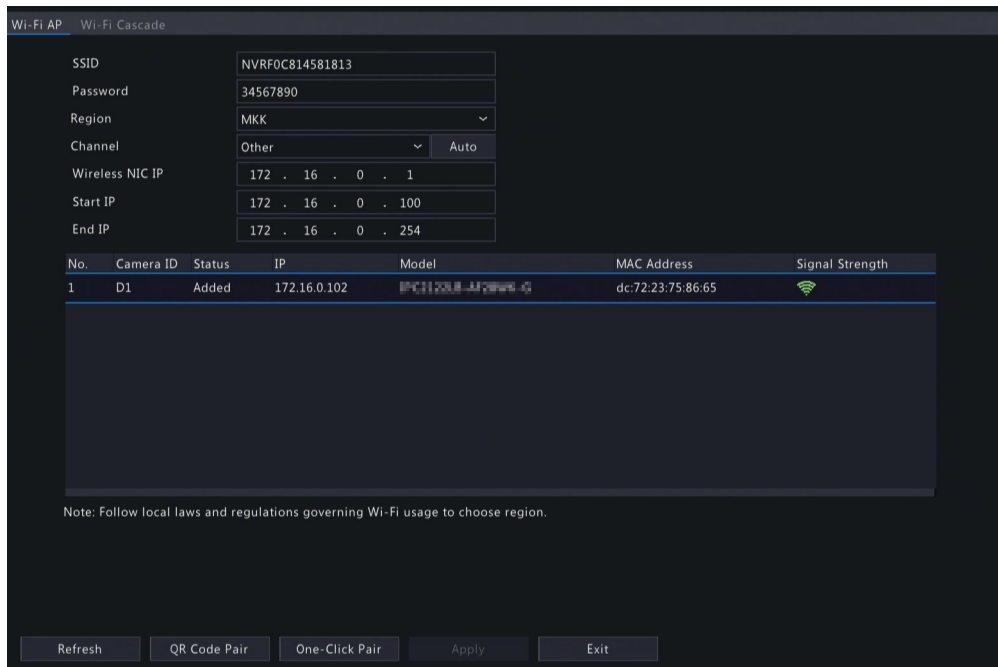 Wi-Fi AP Wi-Fi Cascade
SSID NVRF0C814581813
Password 34567890
Region MKK
Channel Other Auto
Wireless NIC IP 172 . 16 . 0 . 1
Start IP 172 . 16 . 0 . 100
End IP 172 . 16 . 0 . 254
No. Camera ID Status IP Model MAC Address Signal Strength
1 D1 Added 172.16.0.102 dc:72:23:75:86:65
Note: Follow local laws and regulations governing Wi-Fi usage to choose region.
Refresh QR Code Pair One-Click Pair Apply Exit